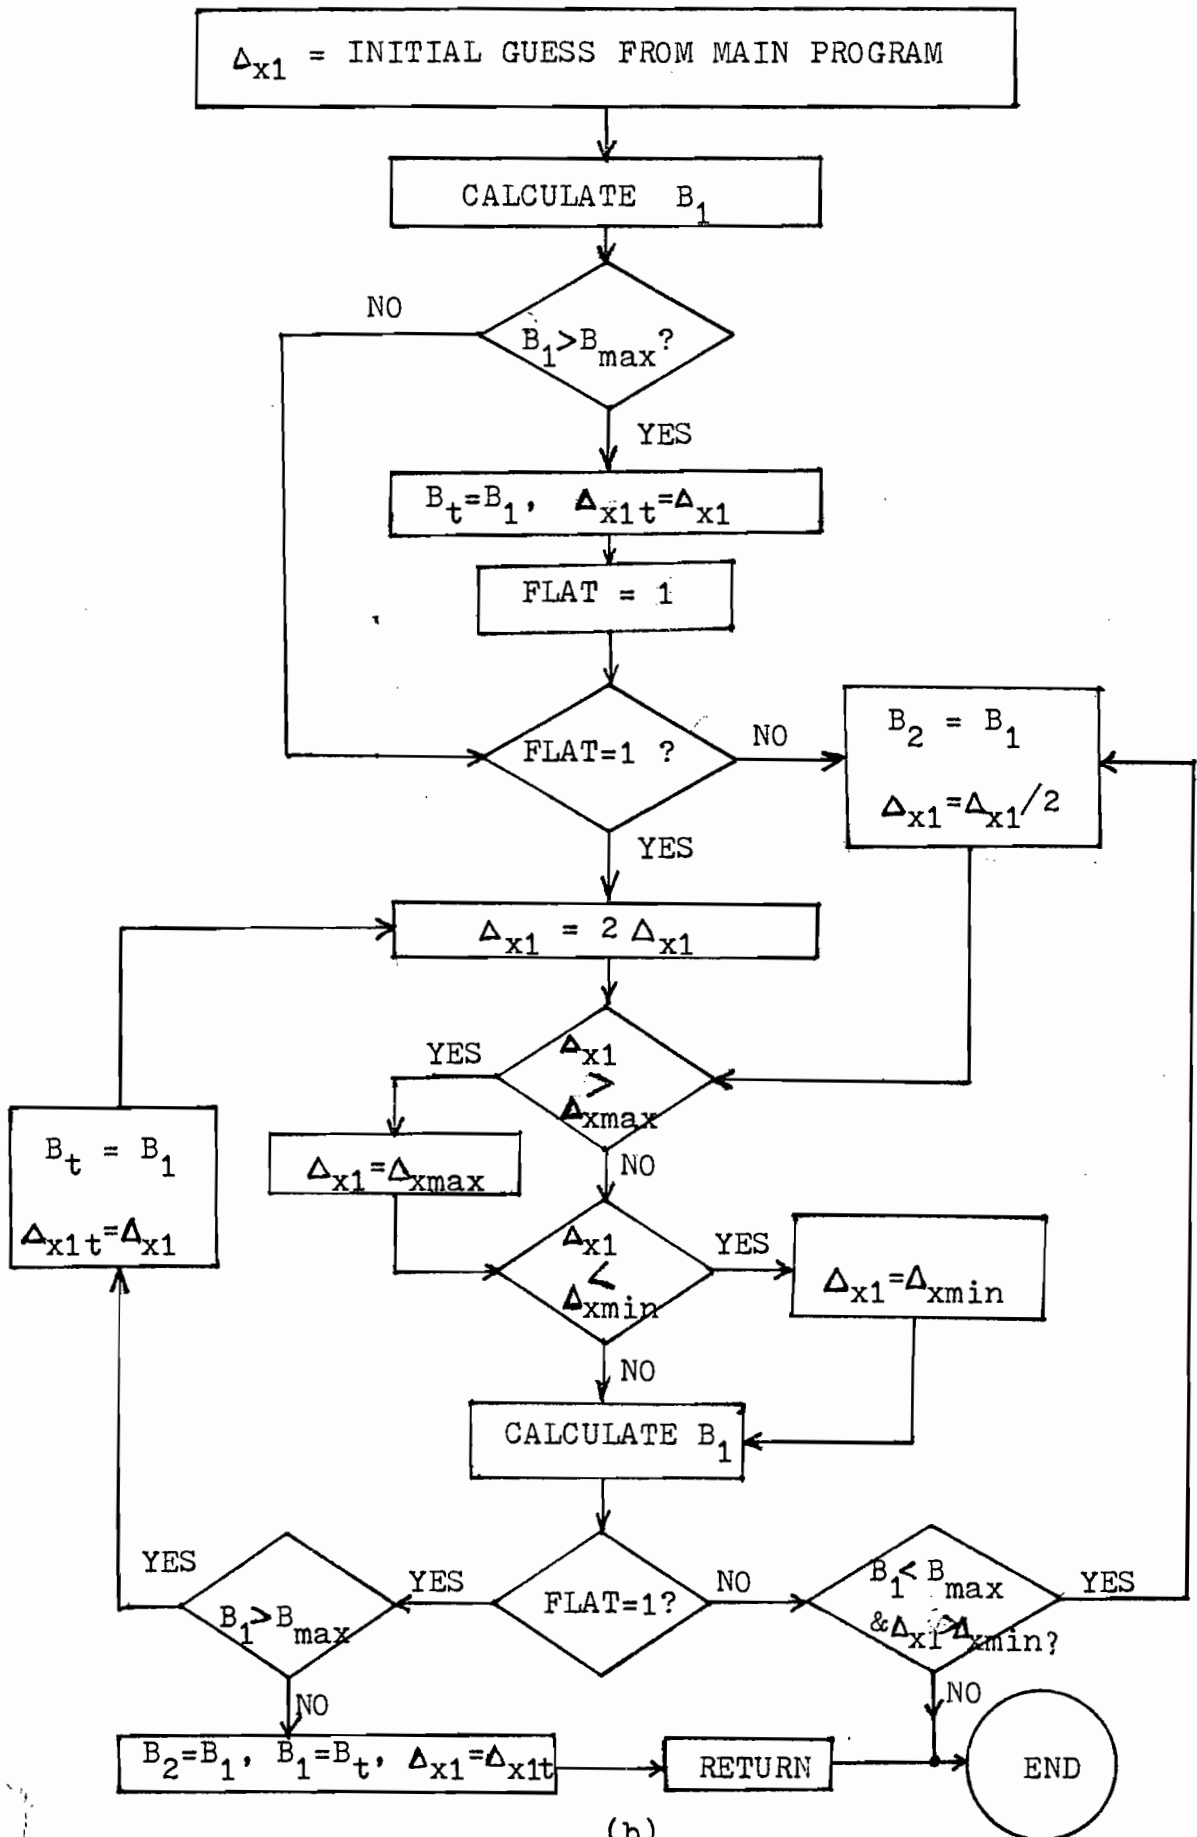 Δx1 = INITIAL GUESS FROM MAIN PROGRAM
CALCULATE B1
NO
B1>Bmax?
YES
Bt=B1, Δx1t=Δx1
FLAT = 1
FLAT=1 ?
NO
B2 = B1
Δx1=Δx1/2
YES
Δx1 = 2 Δx1
YES
Δx1
>
Δxmax
Bt = B1
Δx1t=Δx1
Δx1=Δxmax
NO
Δx1
<
Δxmin
YES
Δx1=Δxmin
NO
CALCULATE B1
YES
B1>Bmax
YES
FLAT=1?
NO
B1<Bmax
&Δx1>Δxmin?
YES
NO
NO
B2=B1, B1=Bt, Δx1=Δx1t
RETURN
END
(b)